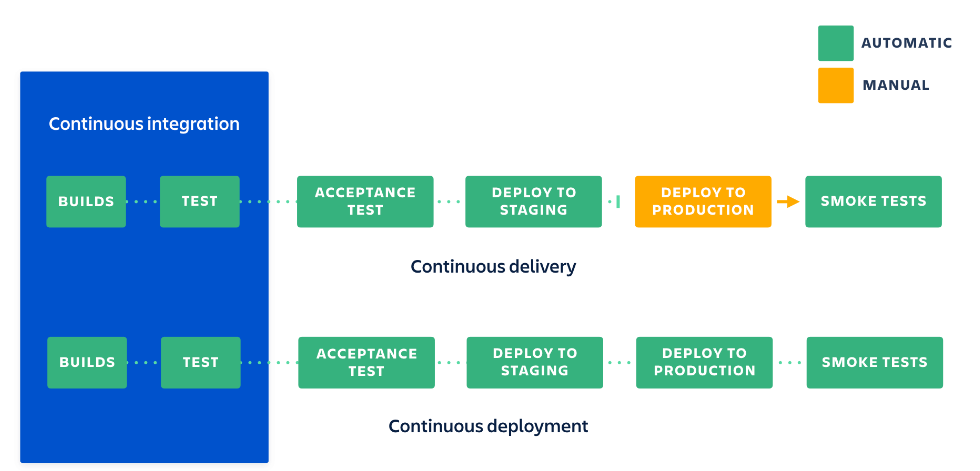 AUTOMATIC
MANUAL
Continuous integration
BUILDS
TEST
ACCEPTANCE
TEST
DEPLOY TO
STAGING
DEPLOY TO
PRODUCTION
SMOKE TESTS
Continuous delivery
BUILDS
TEST
ACCEPTANCE
TEST
DEPLOY TO
STAGING
DEPLOY TO
PRODUCTION
SMOKE TESTS
Continuous deployment